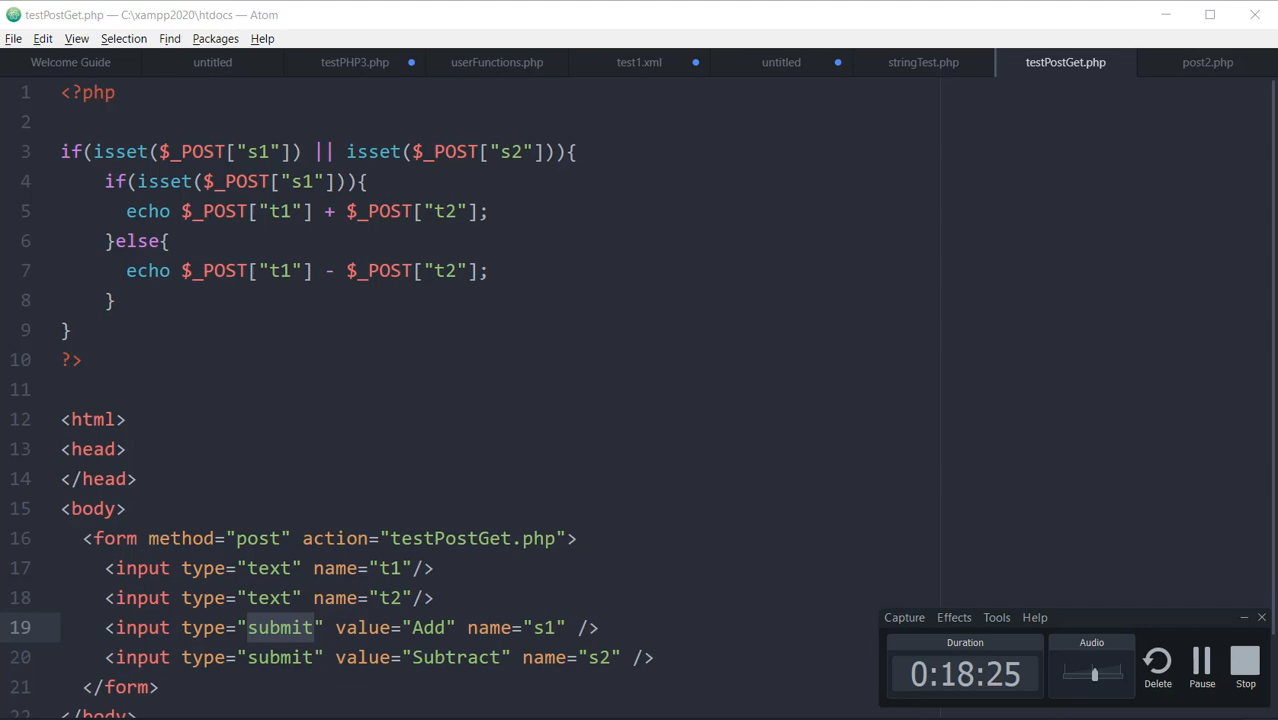 testPostGet.php — C:\xampp2020\htdocs — Atom
File Edit View Selection Find Packages Help
Welcome Guide untitled testPHP3.php userFunctions.php test1.xml untitled stringTest.php testPostGet.php post2.php
1 <?php
2
3 if(isset($_POST["s1"]) || isset($_POST["s2"])){
4 if(isset($_POST["s1"])){
5 echo $_POST["t1"] + $_POST["t2"];
6 }else{
7 echo $_POST["t1"] - $_POST["t2"];
8 }
9 }
10 ?>
11
12 <html>
13 <head>
14 </head>
15 <body>
16 <form method="post" action="testPostGet.php">
17 <input type="text" name="t1"/>
18 <input type="text" name="t2"/>
19 <input type="submit" value="Add" name="s1" />
20 <input type="submit" value="Subtract" name="s2" />
21 </form>
22 </body>
Capture Effects Tools Help
Duration Audio
0:18:25
Delete Pause Stop